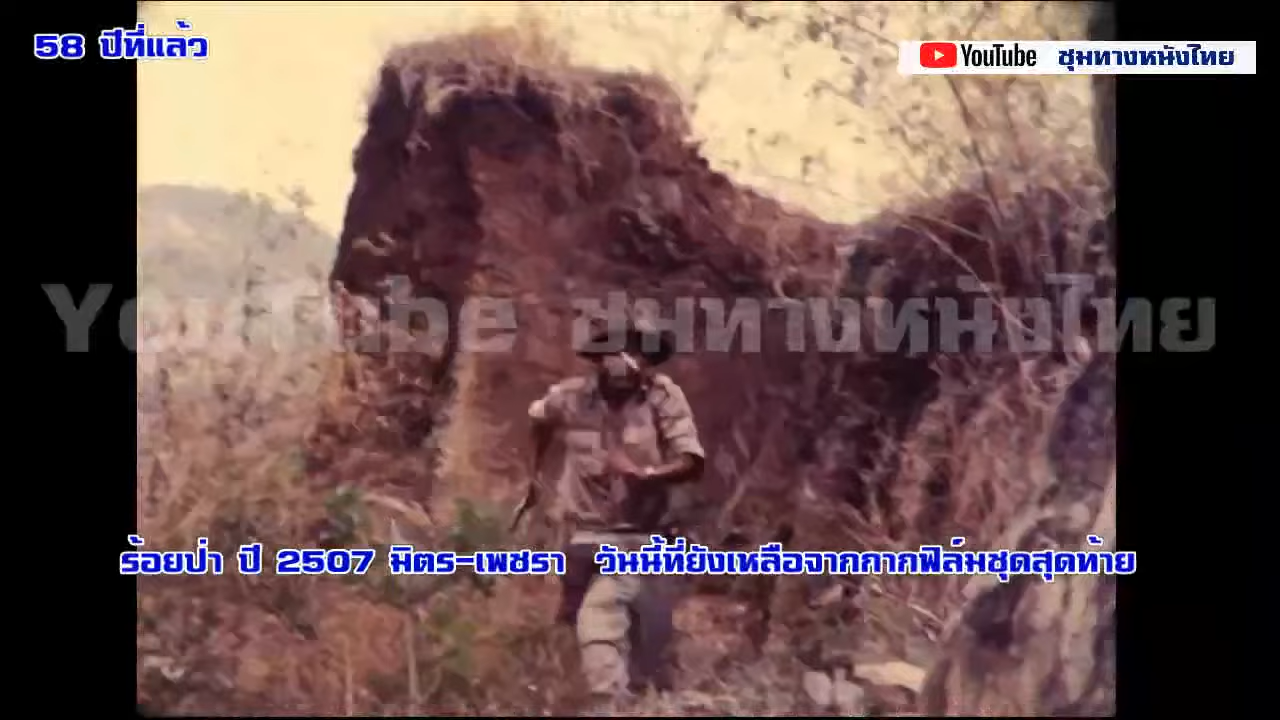 58 ปีที่แล้ว
YouTube ชุมทางหนังไทย
YouTube ชุมทางหนังไทย
ร้อยป่า ปี 2507 มิตร-เพชรา วันนี้ที่ยังเหลือจากกากฟิล์มชุดสุดท้าย